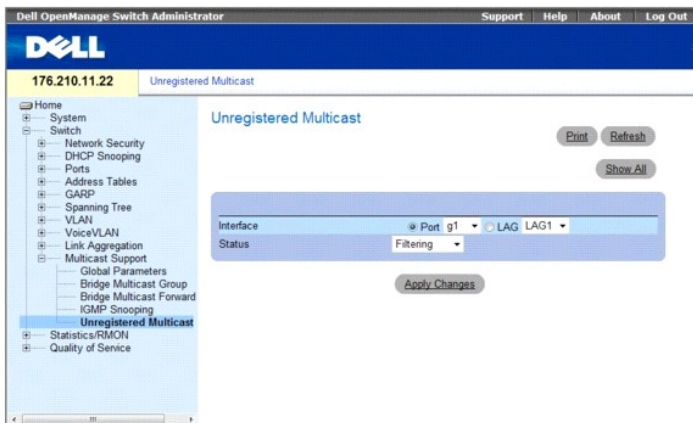 Dell OpenManage Switch Administrator Support Help About Log Out
DELL
176.210.11.22 Unregistered Multicast
Home
System
Switch
Network Security
DHCP Snooping
Ports
Address Tables
GARP
Spanning Tree
VLAN
VoiceVLAN
Link Aggregation
Multicast Support
Global Parameters
Bridge Multicast Group
Bridge Multicast Forward
IGMP Snooping
Unregistered Multicast
Statistics/RMON
Quality of Service
Unregistered Multicast
Print Refresh
Show All
Interface Port g1 LAG LAG1
Status Filtering
Apply Changes